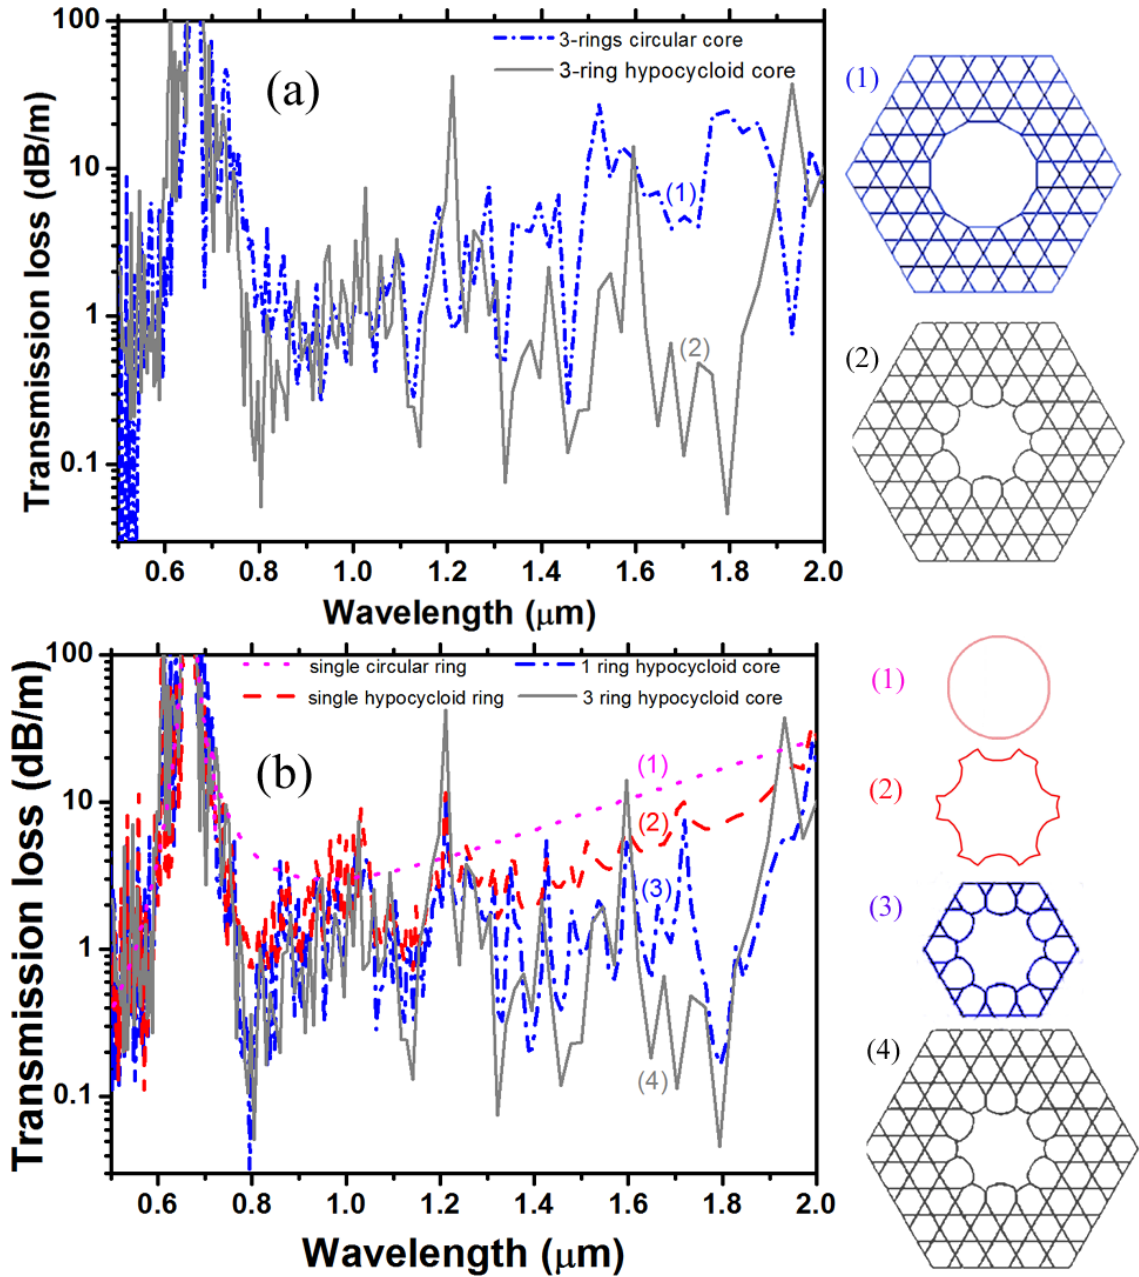 100
10
1
0.1
Transmission loss (dB/m)
3-rings circular core
3-ring hypocycloid core
(a)
(1)
(2)
0.6 0.8 1.0 1.2 1.4 1.6 1.8 2.0
Wavelength (μm)
(1)
(2)
100
10
1
0.1
Transmission loss (dB/m)
single circular ring
1 ring hypocycloid core
single hypocycloid ring
3 ring hypocycloid core
(b)
(1)
(2)
(3)
(4)
0.6 0.8 1.0 1.2 1.4 1.6 1.8 2.0
Wavelength (μm)
(1)
(2)
(3)
(4)